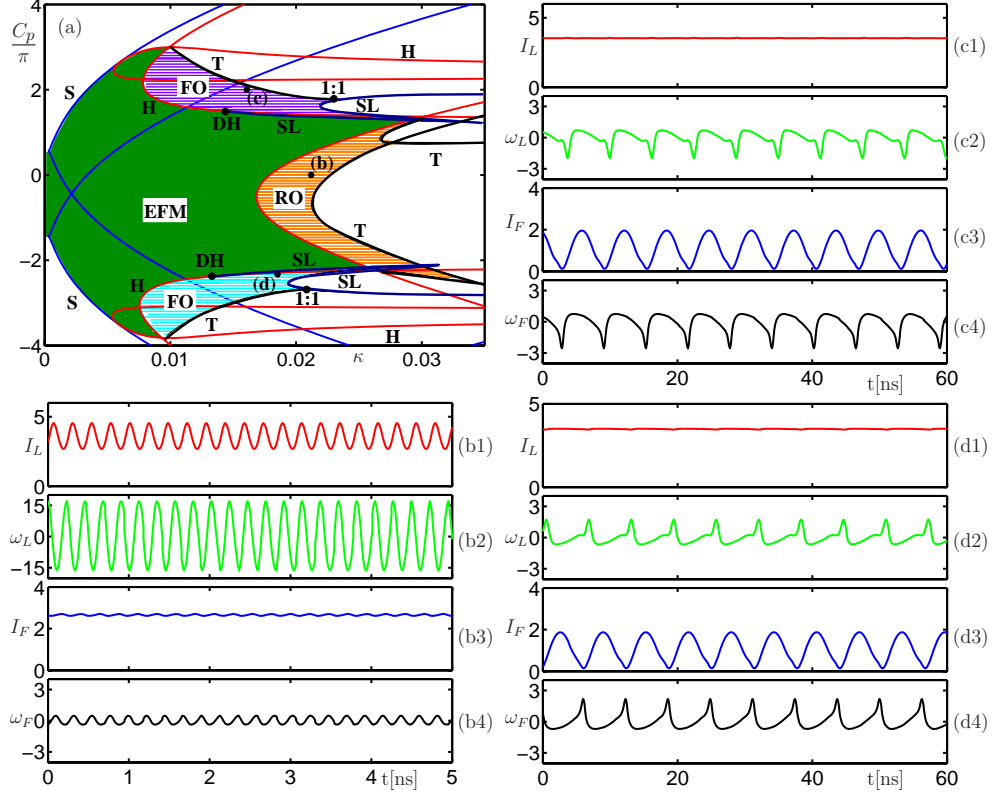 C_p/π
4
2
0
−2
−4
0
0.01
0.02
0.03
κ
(a)
S
T
H
FO
1:1
(c)
H
DH
SL
SL
(b)
T
EFM
RO
T
DH
SL
S
H
FO
(d)
SL
T
1:1
H
5
I_L
0
(c1)
3
ω_L 0
−3
(c2)
4
I_F
2
0
(c3)
3
ω_F 0
−3
(c4)
0 20 40 t[ns] 60
5
I_L
0
(b1)
15
ω_L 0
−15
(b2)
4
I_F 2
0
(b3)
3
ω_F 0
−3
(b4)
0 1 2 3 4 t[ns] 5
5
I_L
0
(d1)
3
ω_L 0
−3
(d2)
4
I_F 2
0
(d3)
3
ω_F 0
−3
(d4)
0 20 40 t[ns] 60